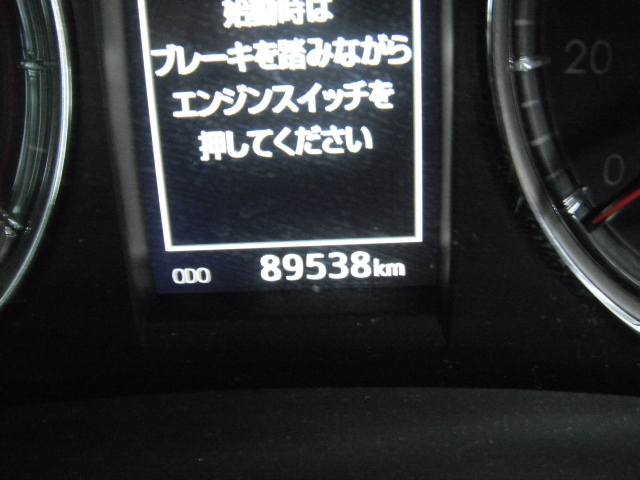 始動時は
ブレーキを踏みながら
エンジンスイッチを
押してください
ODO 89538km
20
0